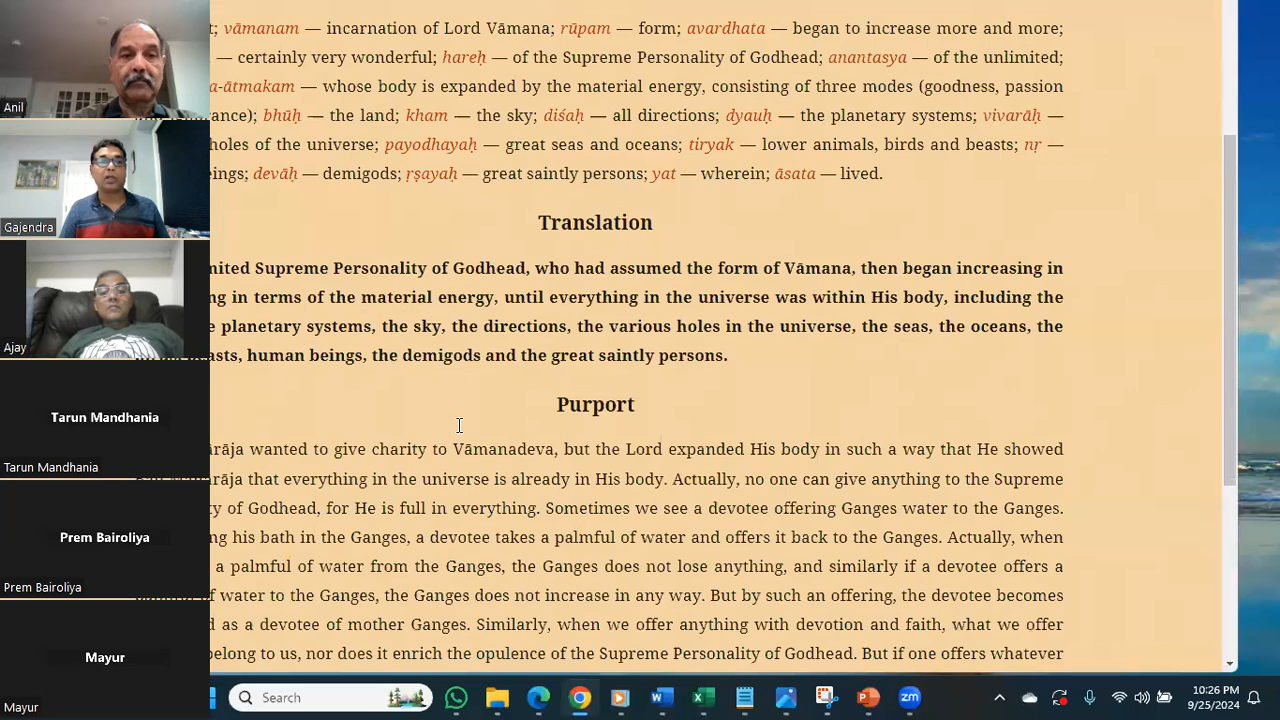 Anil
Gajendra
Ajay
Tarun Mandhania
Tarun Mandhania
Prem Bairoliya
Prem Bairoliya
Mayur
Mayur
t; vāmanam — incarnation of Lord Vāmana; rūpam — form; avardhata — began to increase more and more;
— certainly very wonderful; hareḥ — of the Supreme Personality of Godhead; anantasya — of the unlimited;
a-ātmakam — whose body is expanded by the material energy, consisting of three modes (goodness, passion
rance); bhūḥ — the land; kham — the sky; diśaḥ — all directions; dyauḥ — the planetary systems; vivarāḥ —
holes of the universe; payodhayaḥ — great seas and oceans; tiryak — lower animals, birds and beasts; nṛ —
eings; devāḥ — demigods; ṛṣayaḥ — great saintly persons; yat — wherein; āsata — lived.
Translation
mited Supreme Personality of Godhead, who had assumed the form of Vāmana, then began increasing in
ng in terms of the material energy, until everything in the universe was within His body, including the
e planetary systems, the sky, the directions, the various holes in the universe, the seas, the oceans, the
asts, human beings, the demigods and the great saintly persons.
Purport
ārāja wanted to give charity to Vāmanadeva, but the Lord expanded His body in such a way that He showed
ārāja that everything in the universe is already in His body. Actually, no one can give anything to the Supreme
ty of Godhead, for He is full in everything. Sometimes we see a devotee offering Ganges water to the Ganges.
ng his bath in the Ganges, a devotee takes a palmful of water and offers it back to the Ganges. Actually, when
a palmful of water from the Ganges, the Ganges does not lose anything, and similarly if a devotee offers a
of water to the Ganges, the Ganges does not increase in any way. But by such an offering, the devotee becomes
d as a devotee of mother Ganges. Similarly, when we offer anything with devotion and faith, what we offer
belong to us, nor does it enrich the opulence of the Supreme Personality of Godhead. But if one offers whatever
Search
zm
10:26 PM
9/25/2024